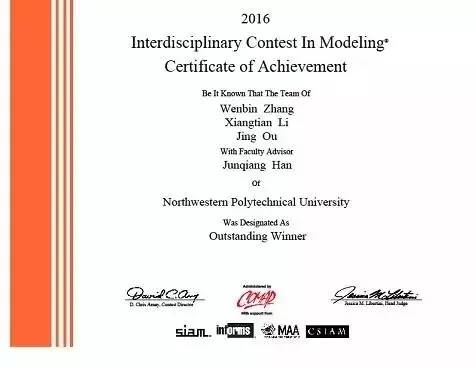 2016
Interdisciplinary Contest In Modeling®
Certificate of Achievement
Be It Known That The Team Of
Wenbin Zhang
Xiangtian Li
Jing Ou
With Faculty Advisor
Junqiang Han
or
Northwestern Polytechnical University
Was Designated As
Outstanding Winner
Administered by
COMAP
With support from
D. Chris Arney, Contest Director
Jessica M. Libertini, Head Judge
siam. informs MAA CSIAM